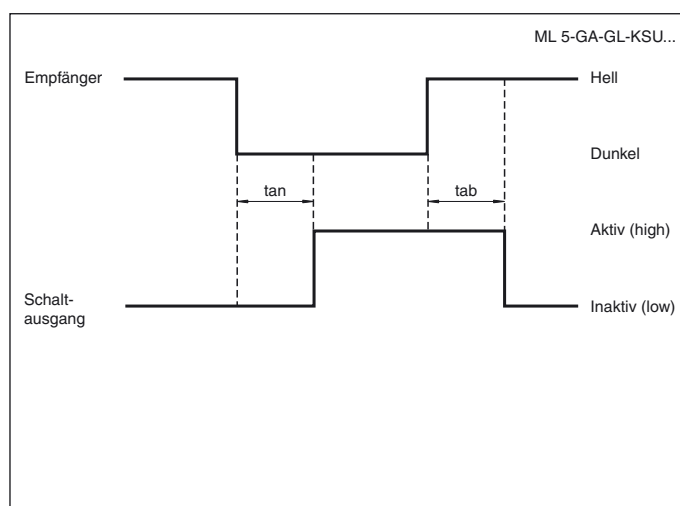 ML 5-GA-GL-KSU...
Empfänger
Hell
Dunkel
tan
tab
Aktiv (high)
Schalt-
ausgang
Inaktiv (low)